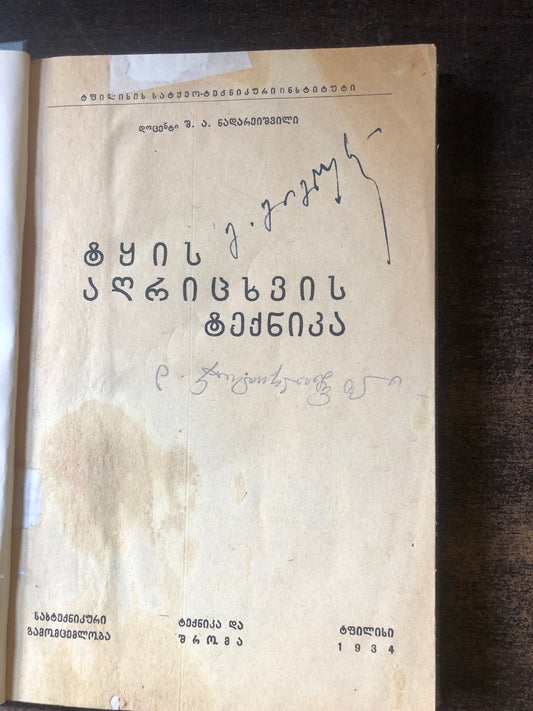 ტფილისის სატყეო-ტექნიკური ინსტიტუტი
დოცენტი შ. ა. ნადარეიშვილი
ტყის
აღრიცხვის
ტექნიკა
სახტექნიკური
გამომცემლობა
ტექნიკა და
შრომა
ტფილისი
1934